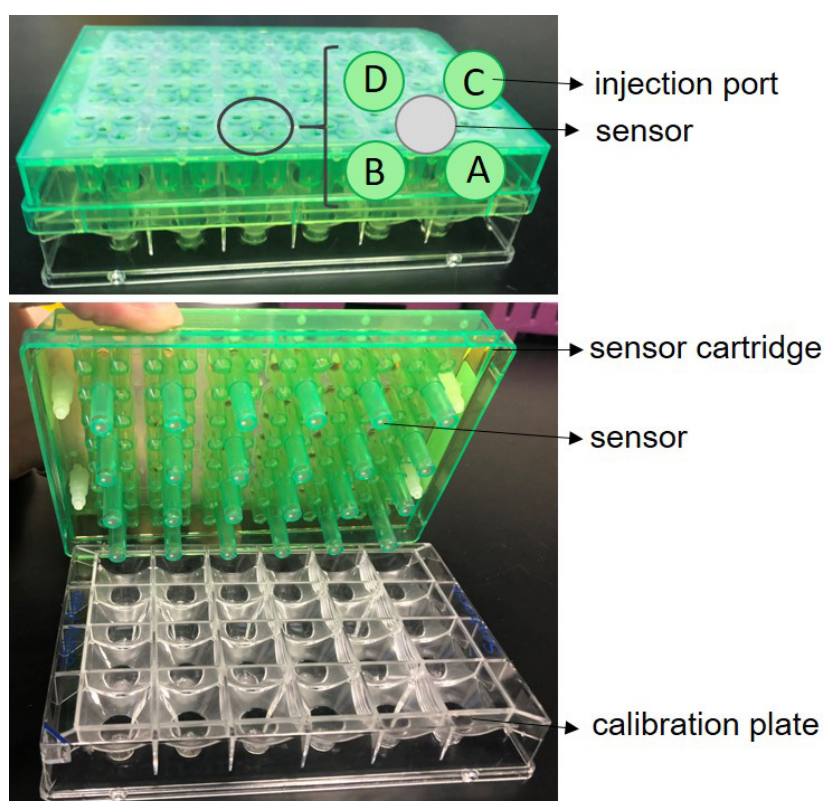 D
C
injection port
sensor
B
A
sensor cartridge
sensor
calibration plate